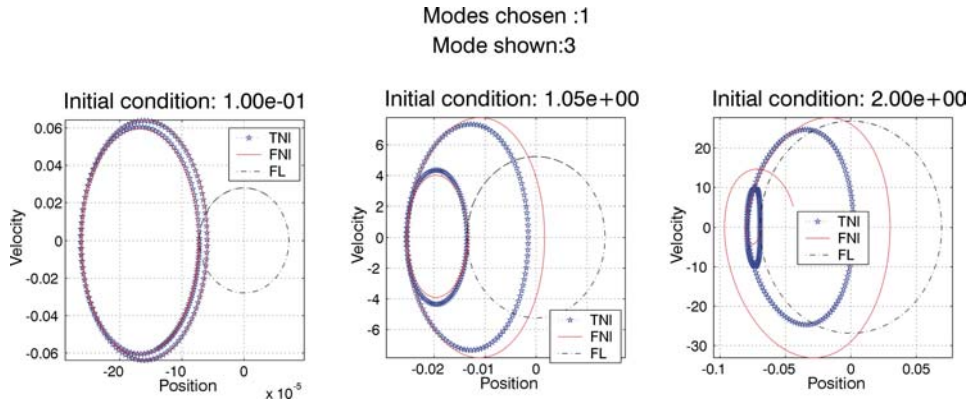 Modes chosen :1
Mode shown:3
Initial condition: 1.00e-01
0.06
0.04
0.02
0
-0.02
-0.04
-0.06
Velocity
-20
-10
0
Position
x 10^-5
TNI
FNI
FL
Initial condition: 1.05e+00
6
4
2
0
-2
-4
-6
Velocity
-0.02
-0.01
0
0.01
Position
TNI
FNI
FL
Initial condition: 2.00e+00
20
10
0
-10
-20
-30
Velocity
-0.1
-0.05
0
0.05
Position
TNI
FNI
FL